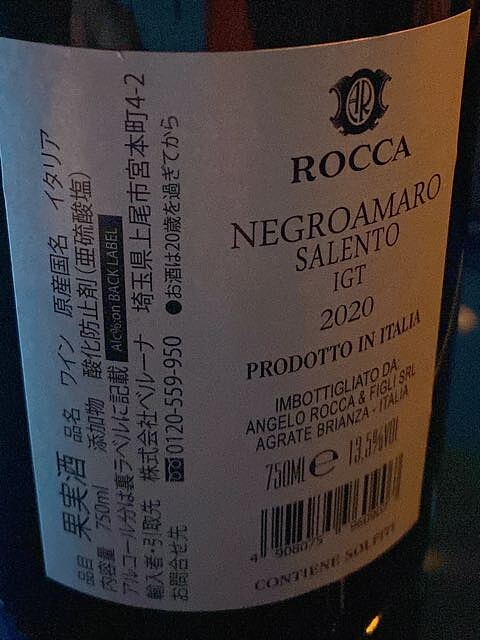 AR
ROCCA
NEGROAMARO
SALENTO
IGT
2020
PRODOTTO IN ITALIA
IMBOTTIGLIATO DA:
ANGELO ROCCA & FIGLI SRL
AGRATE BRIANZA - ITALIA
750ML e 13.5%VOL
CONTIENE SOLFITI
品目 果実酒 品名 ワイン 原産国名 イタリア
内容量 750ml 添加物 酸化防止剤(亜硫酸塩)
アルコール分は裏ラベルに記載 Alc%:on BACK LABEL
輸入者・引取先 株式会社ベルーナ 埼玉県上尾市宮本町4-2
お問合せ先 0120-559-950 ●お酒は20歳を過ぎてから